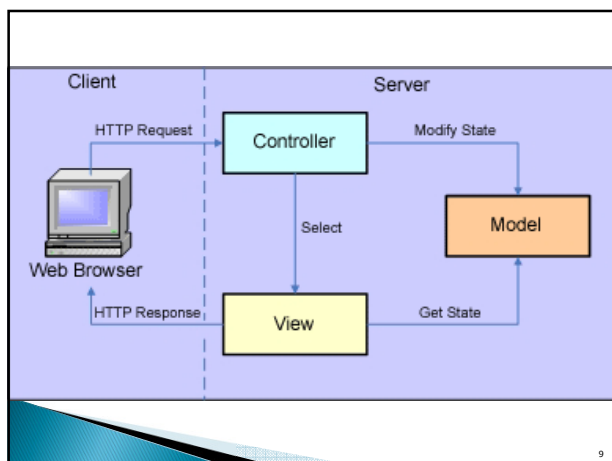 Client
Server
HTTP Request
Controller
Modify State
Select
Model
Web Browser
HTTP Response
View
Get State
9